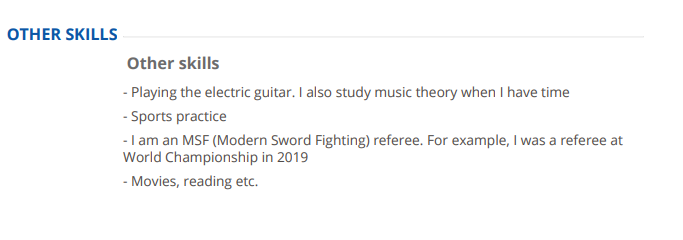 OTHER SKILLS
Other skills
- Playing the electric guitar. I also study music theory when I have time
- Sports practice
- I am an MSF (Modern Sword Fighting) referee. For example, I was a referee at
World Championship in 2019
- Movies, reading etc.